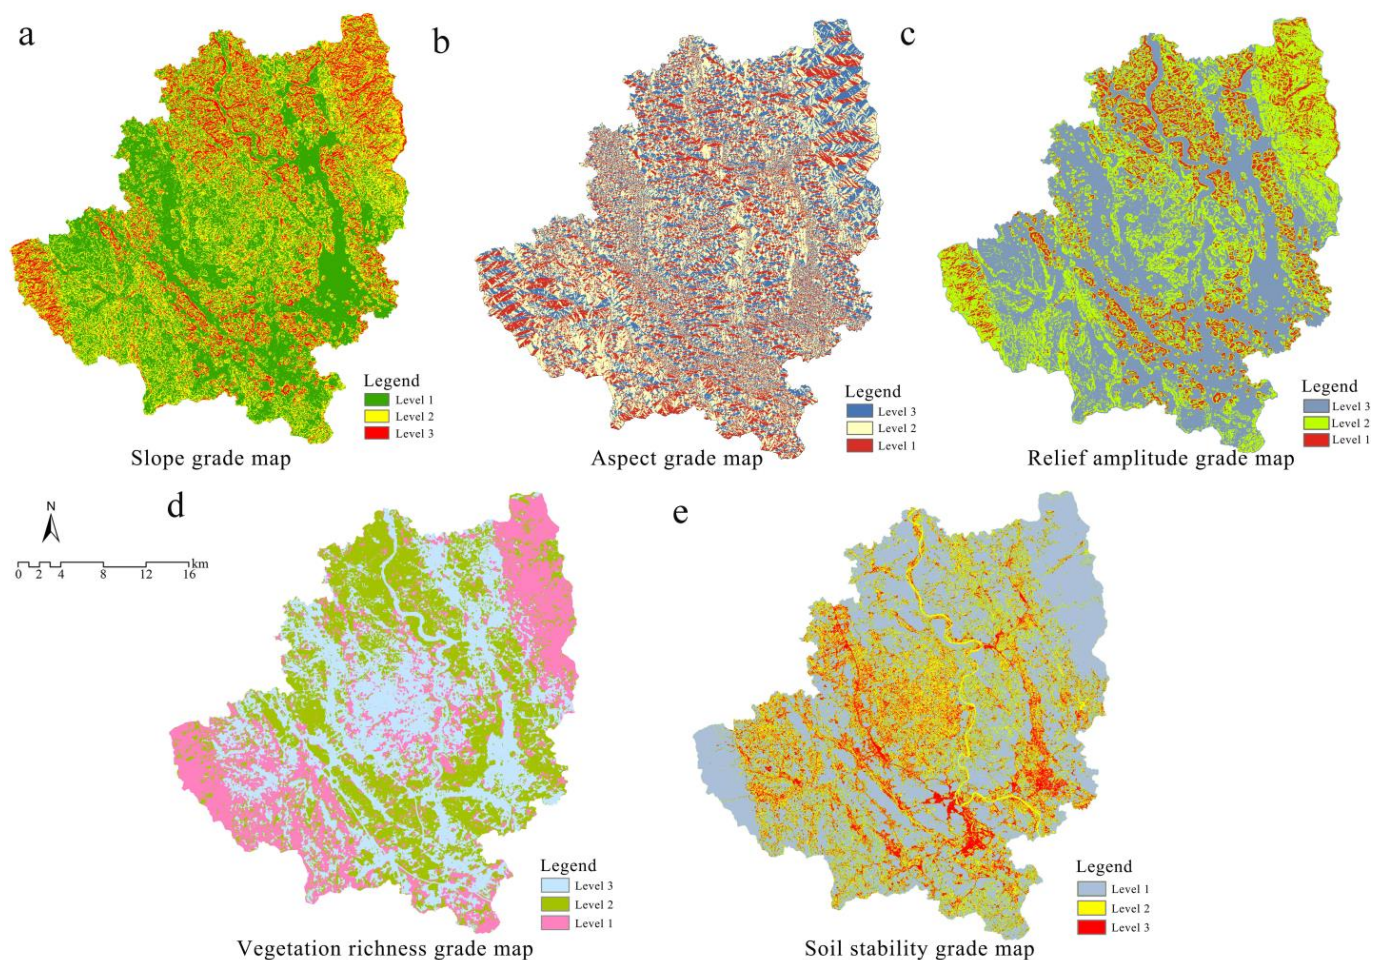 a
Legend
Level 1
Level 2
Level 3
Slope grade map
b
Legend
Level 3
Level 2
Level 1
Aspect grade map
c
Legend
Level 3
Level 2
Level 1
Relief amplitude grade map
N
0 2 4 8 12 16 km
d
Legend
Level 3
Level 2
Level 1
Vegetation richness grade map
e
Legend
Level 1
Level 2
Level 3
Soil stability grade map